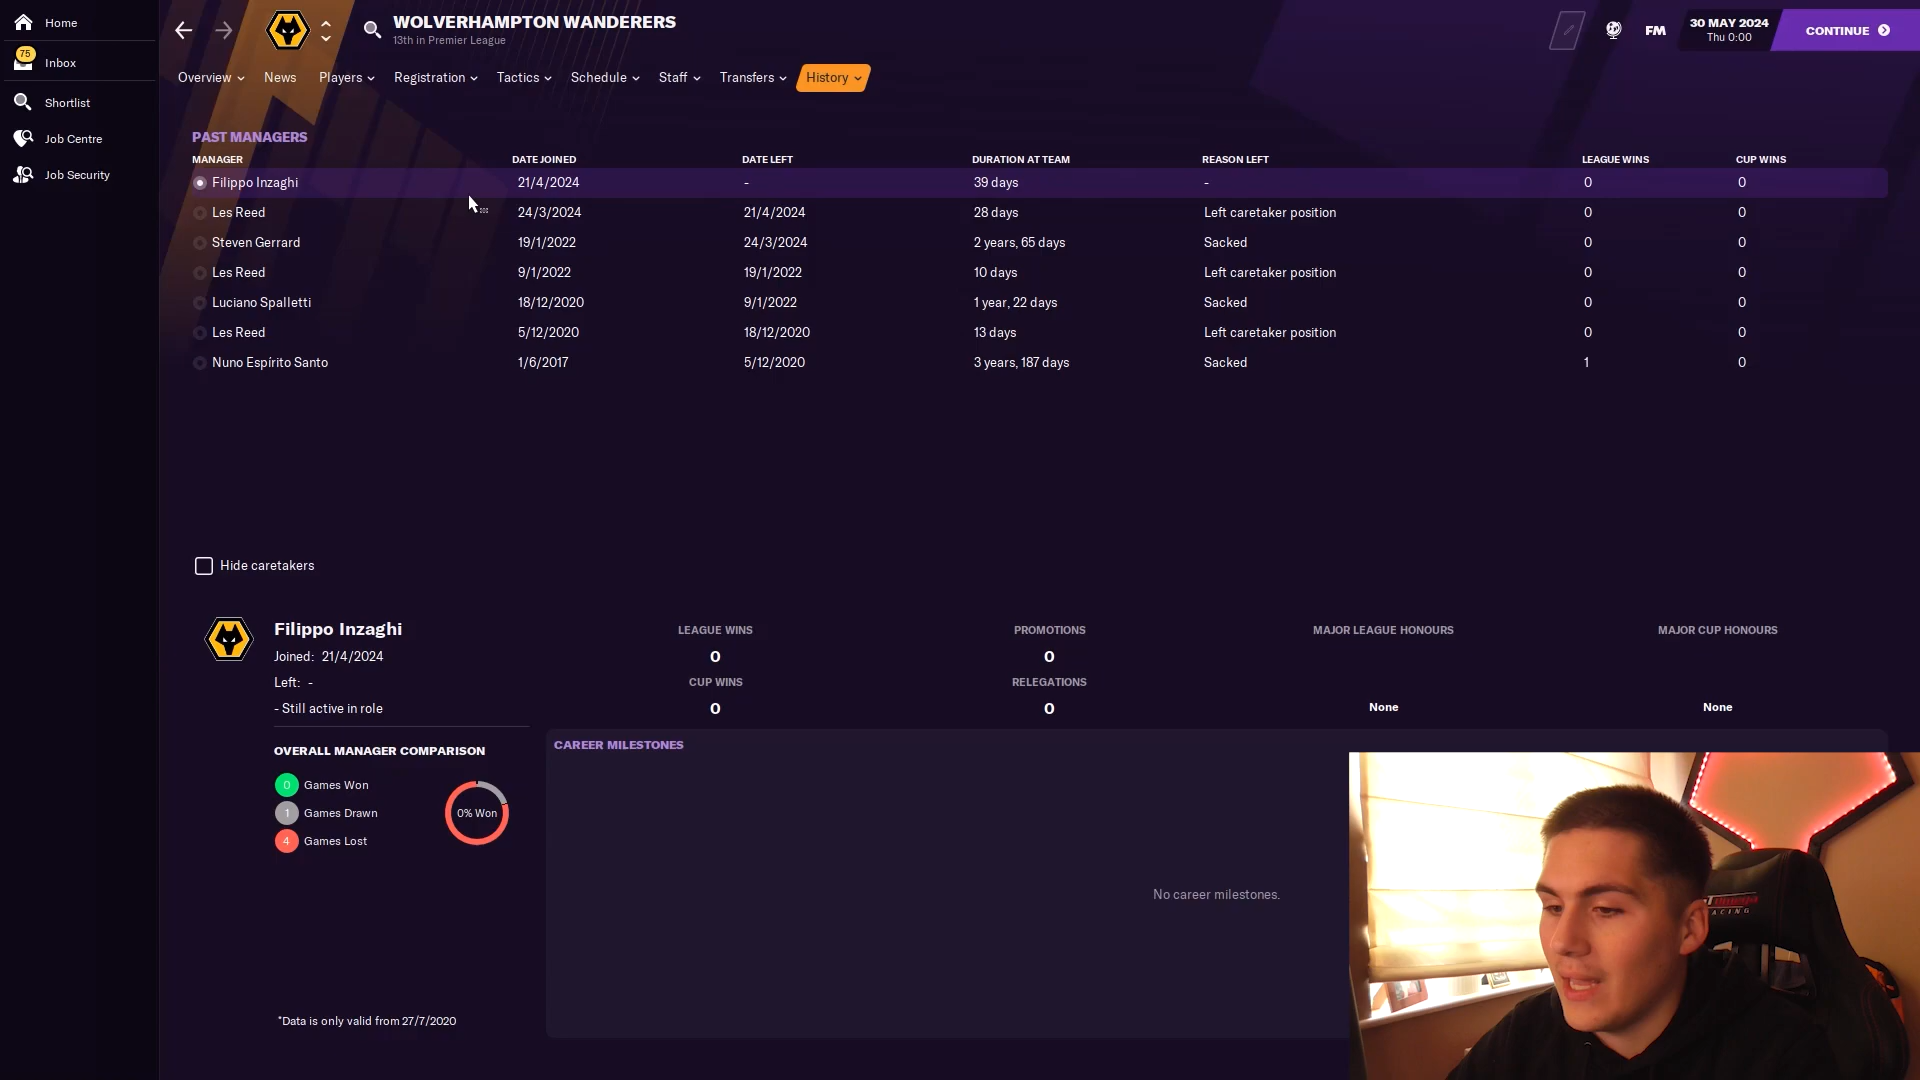 Home
75
Inbox
Shortlist
Job Centre
Job Security
WOLVERHAMPTON WANDERERS
13th in Premier League
FM
30 MAY 2024
Thu 0:00
CONTINUE
Overview News Players Registration Tactics Schedule Staff Transfers History
PAST MANAGERS
MANAGER DATE JOINED DATE LEFT DURATION AT TEAM REASON LEFT LEAGUE WINS CUP WINS
Filippo Inzaghi 21/4/2024 - 39 days - 0 0
Les Reed 24/3/2024 21/4/2024 28 days Left caretaker position 0 0
Steven Gerrard 19/1/2022 24/3/2024 2 years, 65 days Sacked 0 0
Les Reed 9/1/2022 19/1/2022 10 days Left caretaker position 0 0
Luciano Spalletti 18/12/2020 9/1/2022 1 year, 22 days Sacked 0 0
Les Reed 5/12/2020 18/12/2020 13 days Left caretaker position 0 0
Nuno Espírito Santo 1/6/2017 5/12/2020 3 years, 187 days Sacked 1 0
Hide caretakers
Filippo Inzaghi
Joined: 21/4/2024
Left: -
- Still active in role
LEAGUE WINS PROMOTIONS MAJOR LEAGUE HONOURS MAJOR CUP HONOURS
0 0
CUP WINS RELEGATIONS
0 0 None None
OVERALL MANAGER COMPARISON
0 Games Won
1 Games Drawn
4 Games Lost
0% Won
CAREER MILESTONES
No career milestones.
*Data is only valid from 27/7/2020
RACING